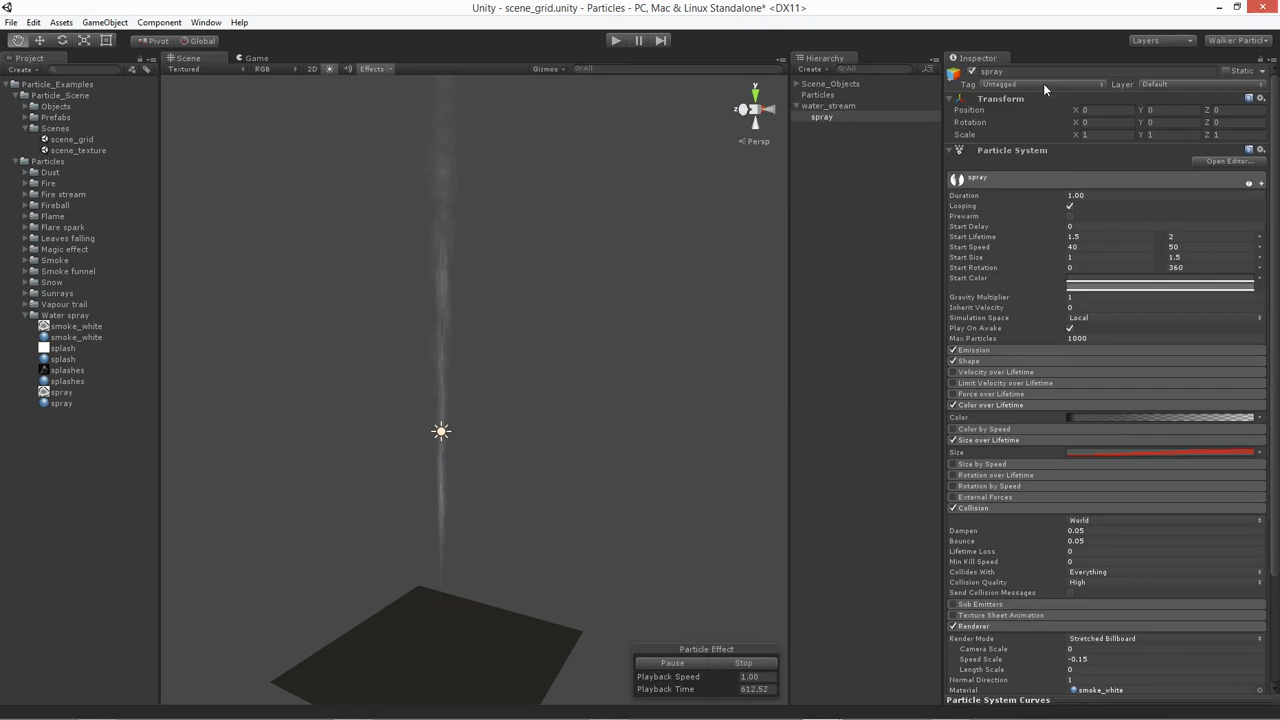 Unity - scene_grid.unity - Particles - PC, Mac & Linux Standalone* <DX11>
File Edit Assets GameObject Component Window Help
Pivot Global Layers Walker Particl
Project Scene Game Hierarchy Inspector
Create Textured RGB 2D Effects Gizmos All Create All
spray Static
Tag Untagged Layer Default
Particle_Examples
Particle_Scene
Objects
Prefabs
Scenes
scene_grid
scene_texture
Particles
Dust
Fire
Fire stream
Fireball
Flame
Flare spark
Leaves falling
Magic effect
Smoke
Smoke funnel
Snow
Sunrays
Vapour trail
Water spray
smoke_white
smoke_white
splash
splash
splashes
splashes
spray
spray
y
z
Persp
Particle Effect
Pause Stop
Playback Speed 1.00
Playback Time 612.52
Scene_Objects
Particles
water_stream
spray
Transform
Position X 0 Y 0 Z 0
Rotation X 0 Y 0 Z 0
Scale X 1 Y 1 Z 1
Particle System
Open Editor...
spray
Duration 1.00
Looping
Prewarm
Start Delay 0
Start Lifetime 1.5 2
Start Speed 40 50
Start Size 1 1.5
Start Rotation 0 360
Start Color
Gravity Multiplier 1
Inherit Velocity 0
Simulation Space Local
Play On Awake
Max Particles 1000
Emission
Shape
Velocity over Lifetime
Limit Velocity over Lifetime
Force over Lifetime
Color over Lifetime
Color
Color by Speed
Size over Lifetime
Size
Size by Speed
Rotation over Lifetime
Rotation by Speed
External Forces
Collision
World
Dampen 0.05
Bounce 0.05
Lifetime Loss 0
Min Kill Speed 0
Collides With Everything
Collision Quality High
Send Collision Messages
Sub Emitters
Texture Sheet Animation
Renderer
Render Mode Stretched Billboard
Camera Scale 0
Speed Scale -0.15
Length Scale 0
Normal Direction 1
Material smoke_white
Particle System Curves